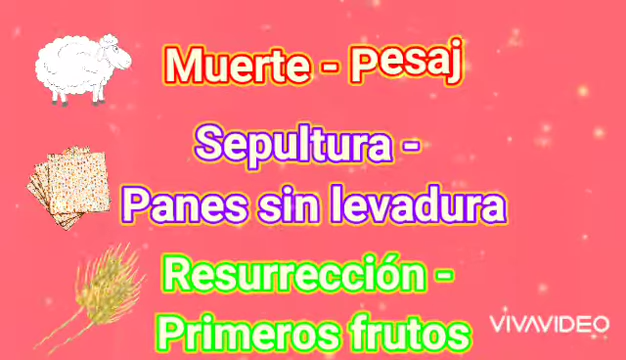 Muerte - Pesaj
Sepultura -
Panes sin levadura
Resurrección -
Primeros frutos
VIVAVIDEO